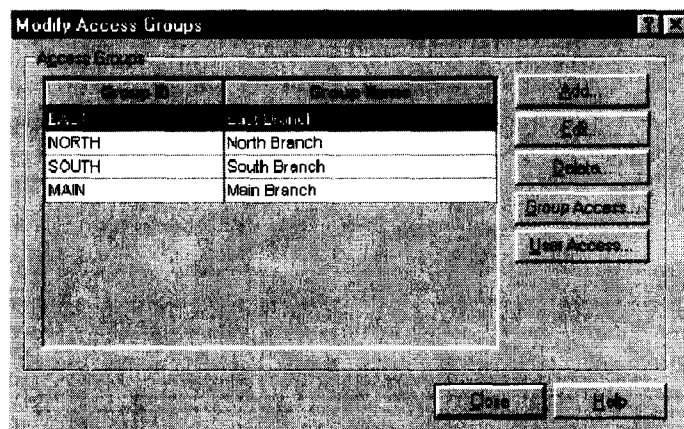 Modify Access Groups
Access Groups
Group ID Group Name
EAST East Branch
NORTH North Branch
SOUTH South Branch
MAIN Main Branch
Add...
Edit...
Delete...
Group Access...
User Access...
Close Help